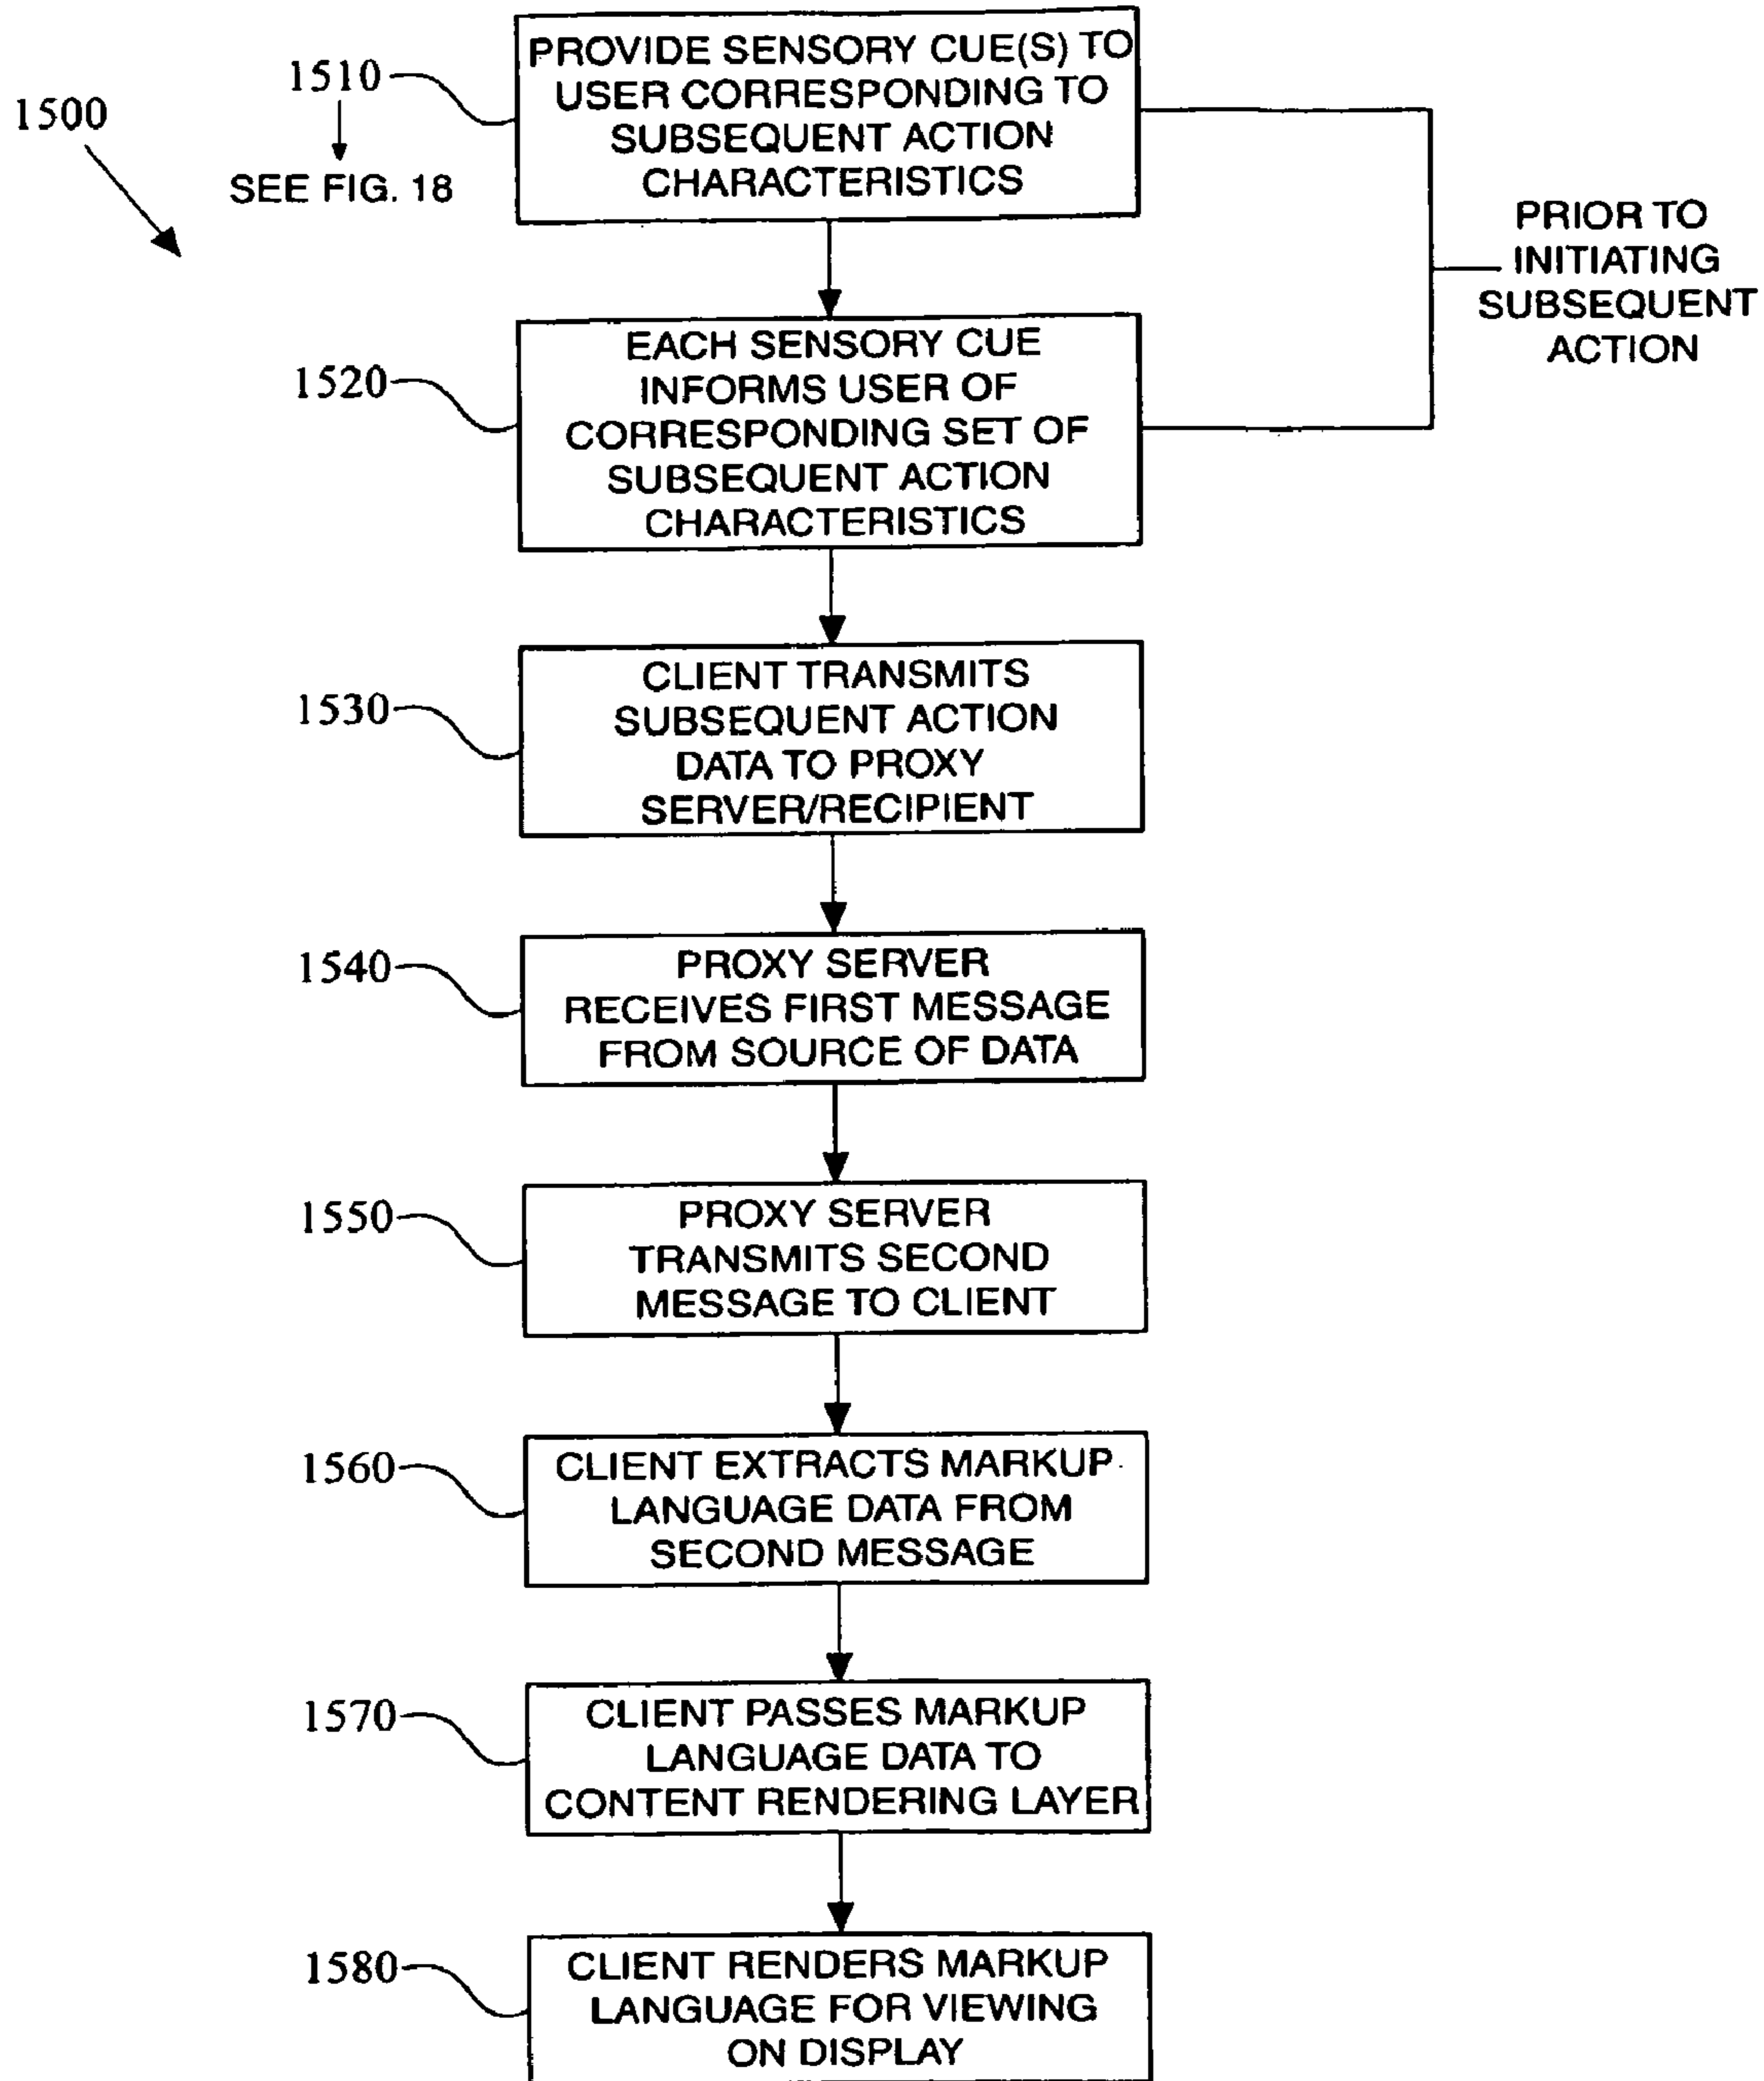 1500
1510
SEE FIG. 18
PROVIDE SENSORY CUE(S) TO
USER CORRESPONDING TO
SUBSEQUENT ACTION
CHARACTERISTICS
PRIOR TO
INITIATING
SUBSEQUENT
ACTION
1520
EACH SENSORY CUE
INFORMS USER OF
CORRESPONDING SET OF
SUBSEQUENT ACTION
CHARACTERISTICS
1530
CLIENT TRANSMITS
SUBSEQUENT ACTION
DATA TO PROXY
SERVER/RECIPIENT
1540
PROXY SERVER
RECEIVES FIRST MESSAGE
FROM SOURCE OF DATA
1550
PROXY SERVER
TRANSMITS SECOND
MESSAGE TO CLIENT
1560
CLIENT EXTRACTS MARKUP
LANGUAGE DATA FROM
SECOND MESSAGE
1570
CLIENT PASSES MARKUP
LANGUAGE DATA TO
CONTENT RENDERING LAYER
1580
CLIENT RENDERS MARKUP
LANGUAGE FOR VIEWING
ON DISPLAY